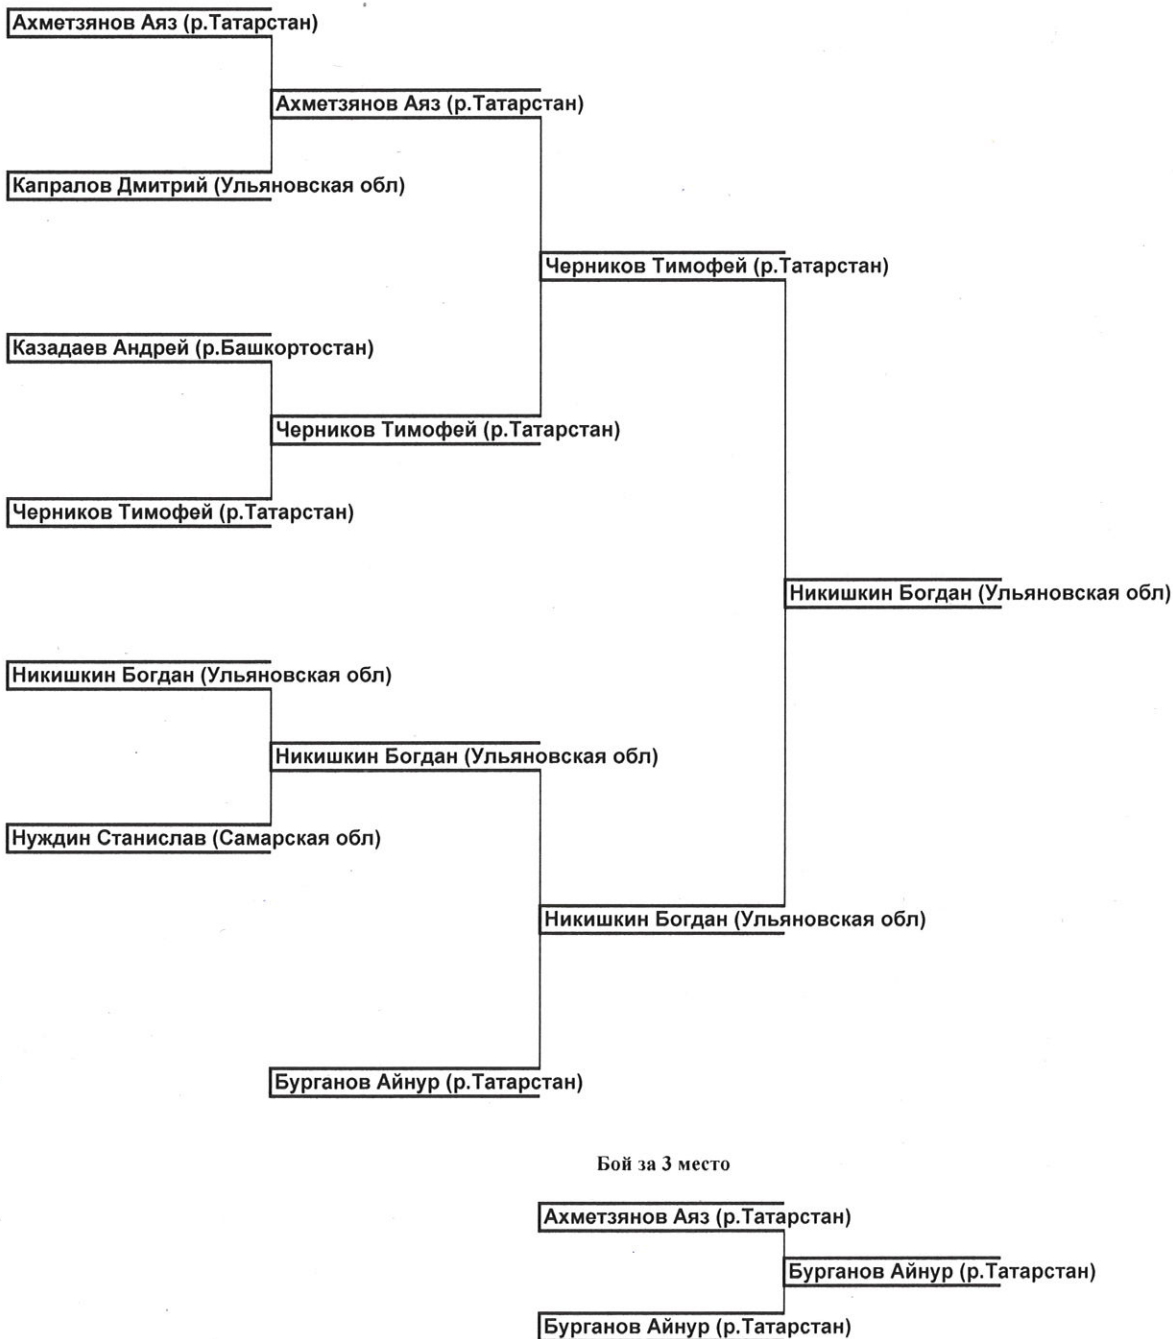 Ахметзянов Аяз (р.Татарстан)
Ахметзянов Аяз (р.Татарстан)
Капралов Дмитрий (Ульяновская обл)
Черников Тимофей (р.Татарстан)
Казадаев Андрей (р.Башкортостан)
Черников Тимофей (р.Татарстан)
Черников Тимофей (р.Татарстан)
Никишкин Богдан (Ульяновская обл)
Никишкин Богдан (Ульяновская обл)
Никишкин Богдан (Ульяновская обл)
Нуждин Станислав (Самарская обл)
Никишкин Богдан (Ульяновская обл)
Бурганов Айнур (р.Татарстан)
Бой за 3 место
Ахметзянов Аяз (р.Татарстан)
Бурганов Айнур (р.Татарстан)
Бурганов Айнур (р.Татарстан)